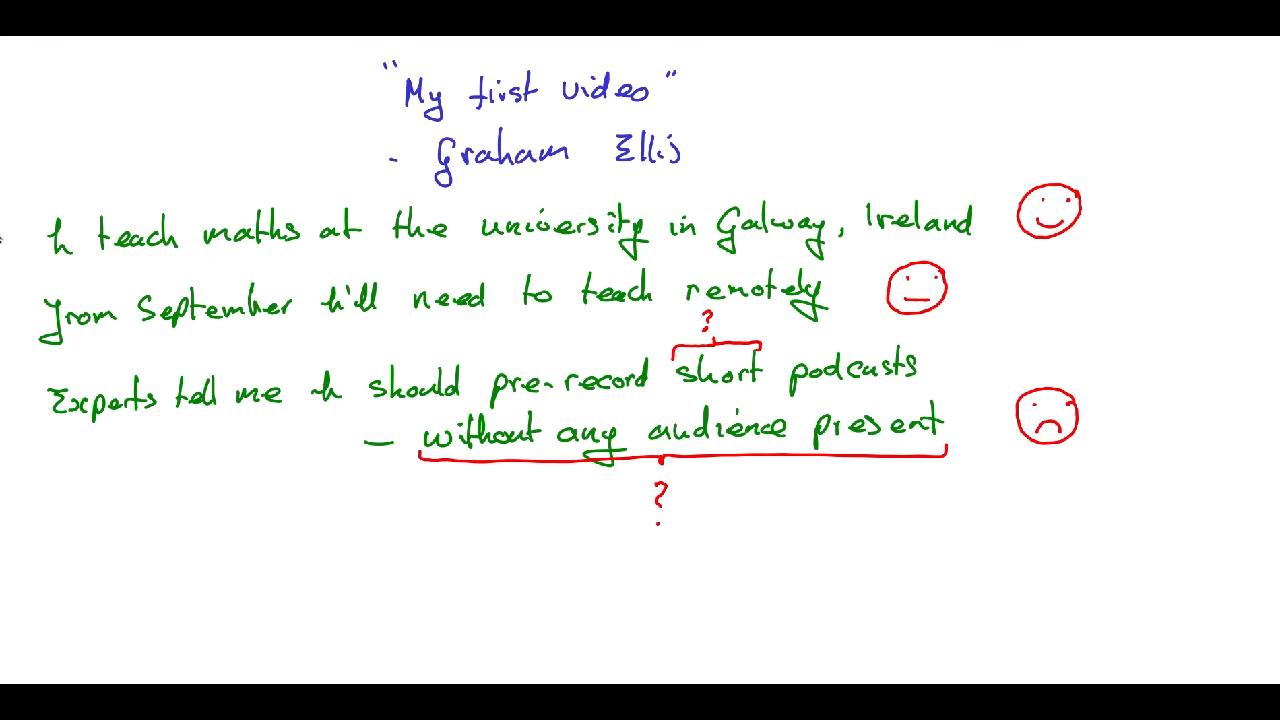 "My first video"
- Graham Ellis
I teach maths at the university in Galway, Ireland
From September I'll need to teach remotely
?
Experts tell me I should pre-record short podcasts
– without any audience present
?